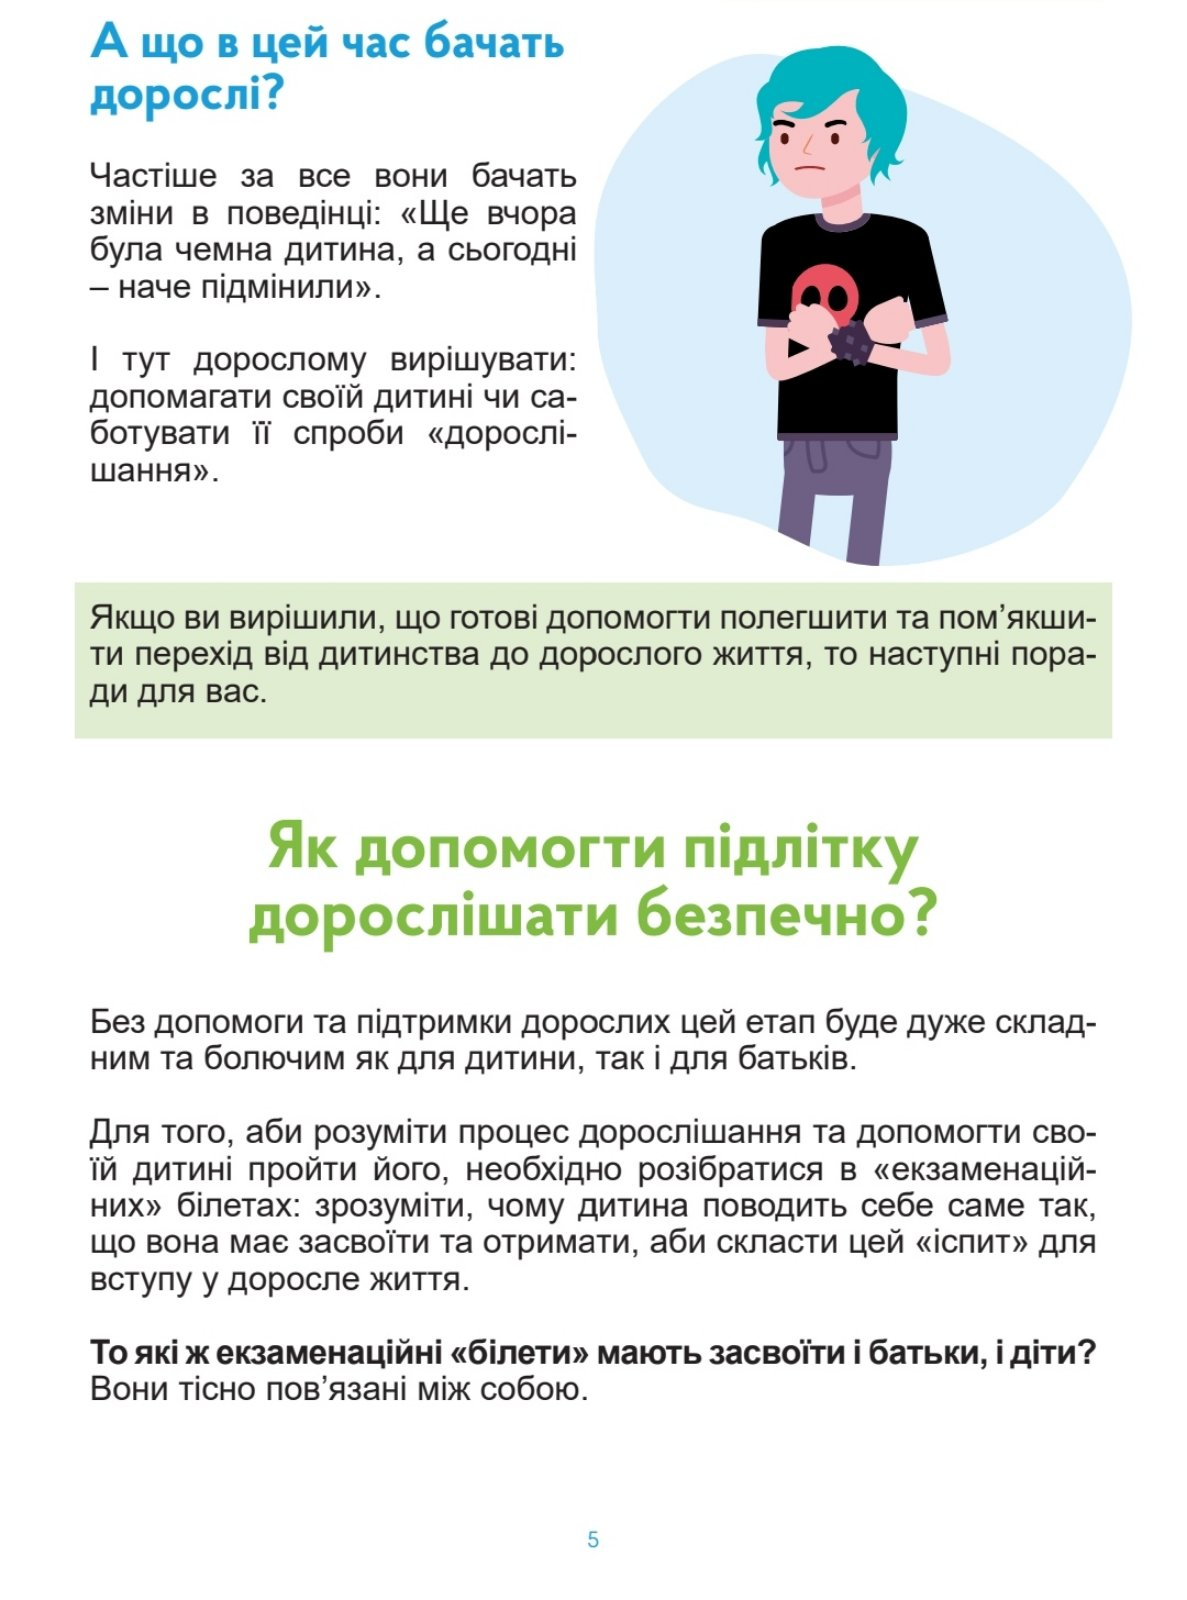 А що в цей час бачать
дорослі?
Частіше за все вони бачать
зміни в поведінці: «Ще вчора
була чемна дитина, а сьогодні
– наче підмінили».
І тут дорослому вирішувати:
допомагати своїй дитині чи са-
ботувати її спроби «дорослі-
шання».
Якщо ви вирішили, що готові допомогти полегшити та пом’якши-
ти перехід від дитинства до дорослого життя, то наступні пора-
ди для вас.
Як допомогти підлітку
дорослішати безпечно?
Без допомоги та підтримки дорослих цей етап буде дуже склад-
ним та болючим як для дитини, так і для батьків.
Для того, аби розуміти процес дорослішання та допомогти сво-
їй дитині пройти його, необхідно розібратися в «екзаменацій-
них» білетах: зрозуміти, чому дитина поводить себе саме так,
що вона має засвоїти та отримати, аби скласти цей «іспит» для
вступу у доросле життя.
То які ж екзаменаційні «білети» мають засвоїти і батьки, і діти?
Вони тісно пов’язані між собою.
5